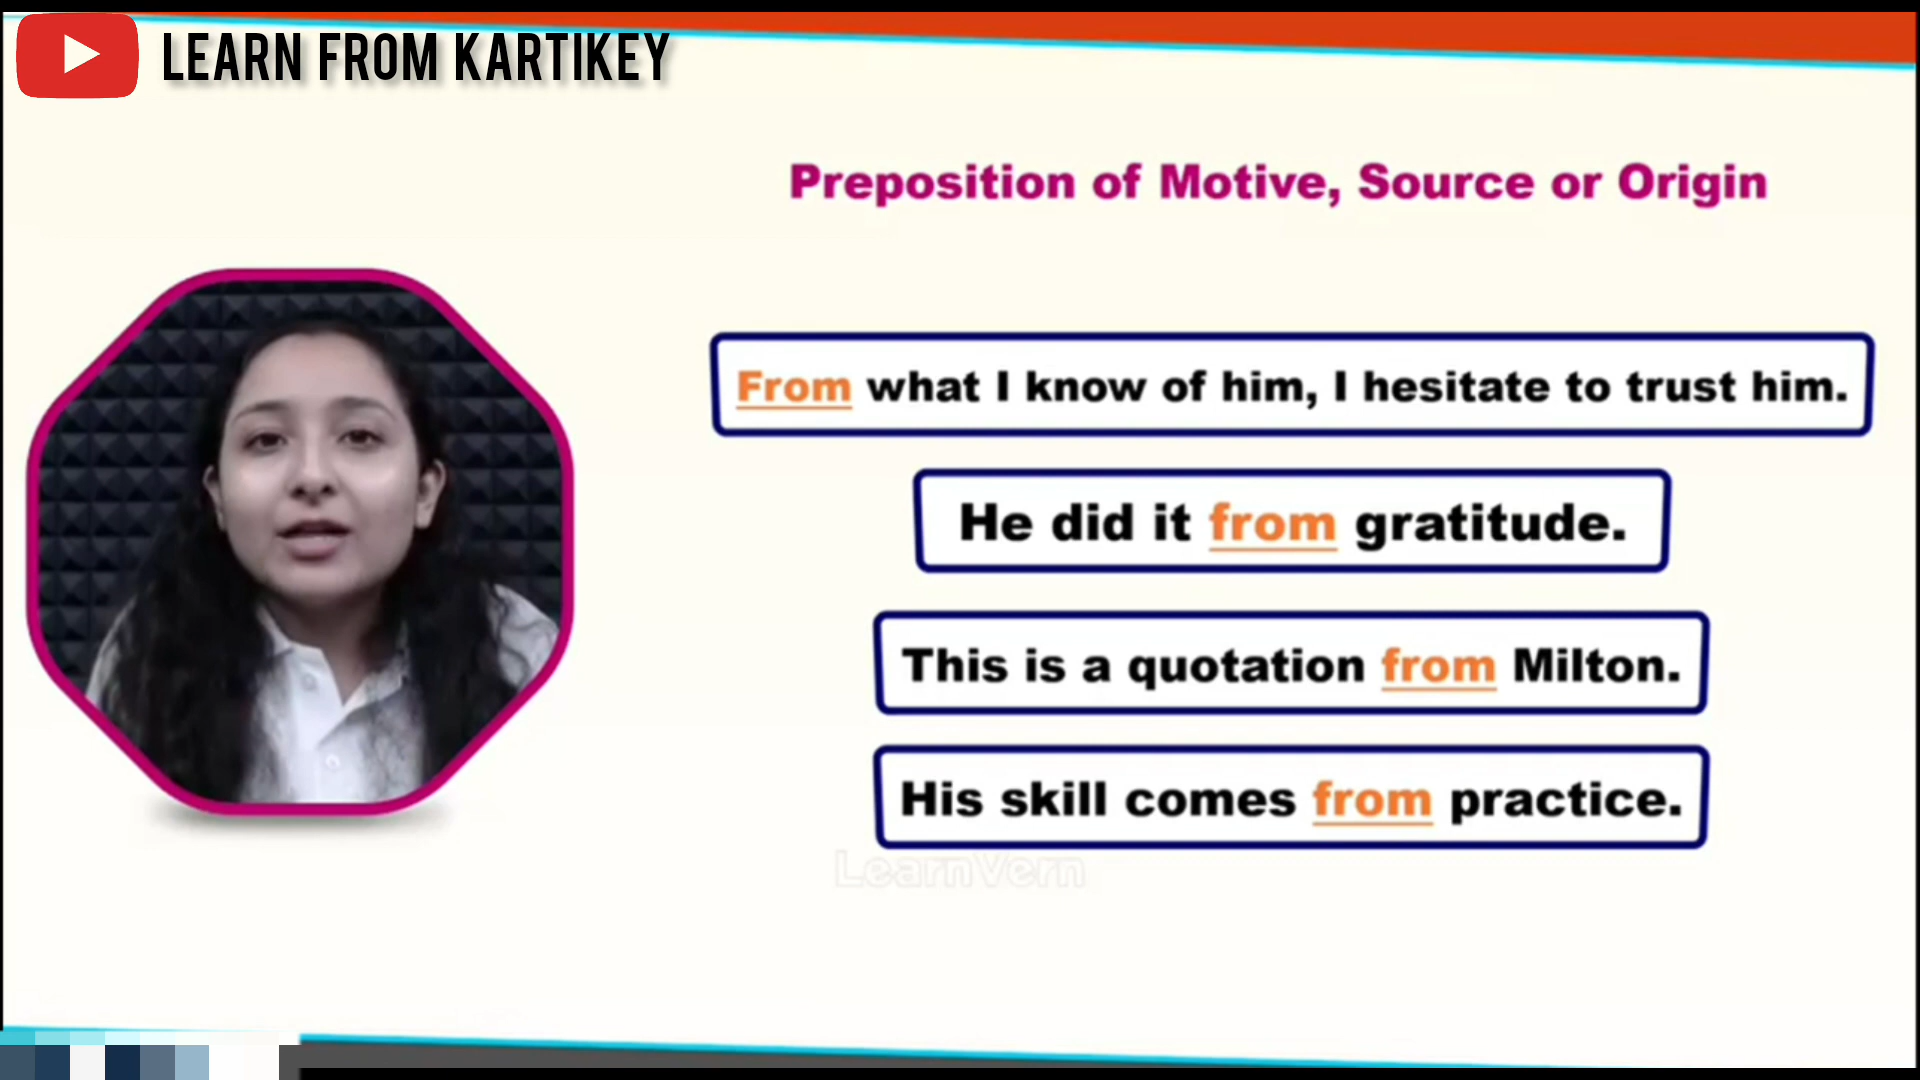 LEARN FROM KARTIKEY
Preposition of Motive, Source or Origin
From what I know of him, I hesitate to trust him.
He did it from gratitude.
This is a quotation from Milton.
His skill comes from practice.
LearnVern